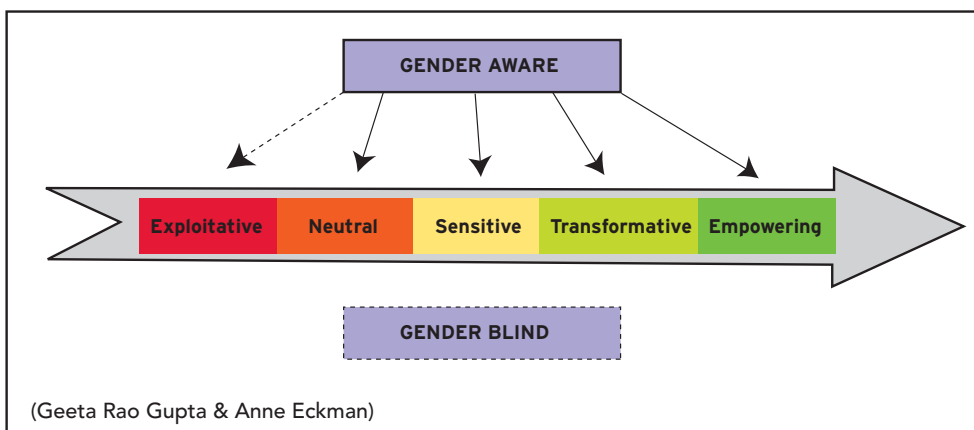 GENDER AWARE
Exploitative Neutral Sensitive Transformative Empowering
GENDER BLIND
(Geeta Rao Gupta & Anne Eckman)